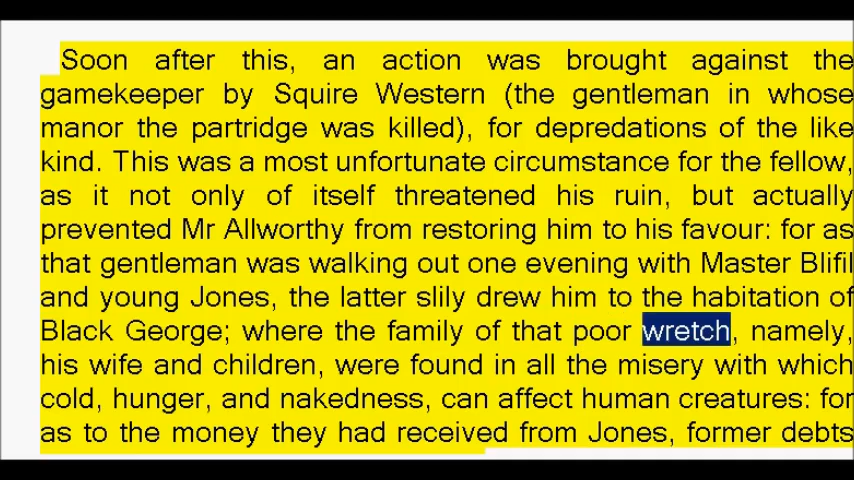 Soon after this, an action was brought against the
gamekeeper by Squire Western (the gentleman in whose
manor the partridge was killed), for depredations of the like
kind. This was a most unfortunate circumstance for the fellow,
as it not only of itself threatened his ruin, but actually
prevented Mr Allworthy from restoring him to his favour: for as
that gentleman was walking out one evening with Master Blifil
and young Jones, the latter slily drew him to the habitation of
Black George; where the family of that poor wretch, namely,
his wife and children, were found in all the misery with which
cold, hunger, and nakedness, can affect human creatures: for
as to the money they had received from Jones, former debts